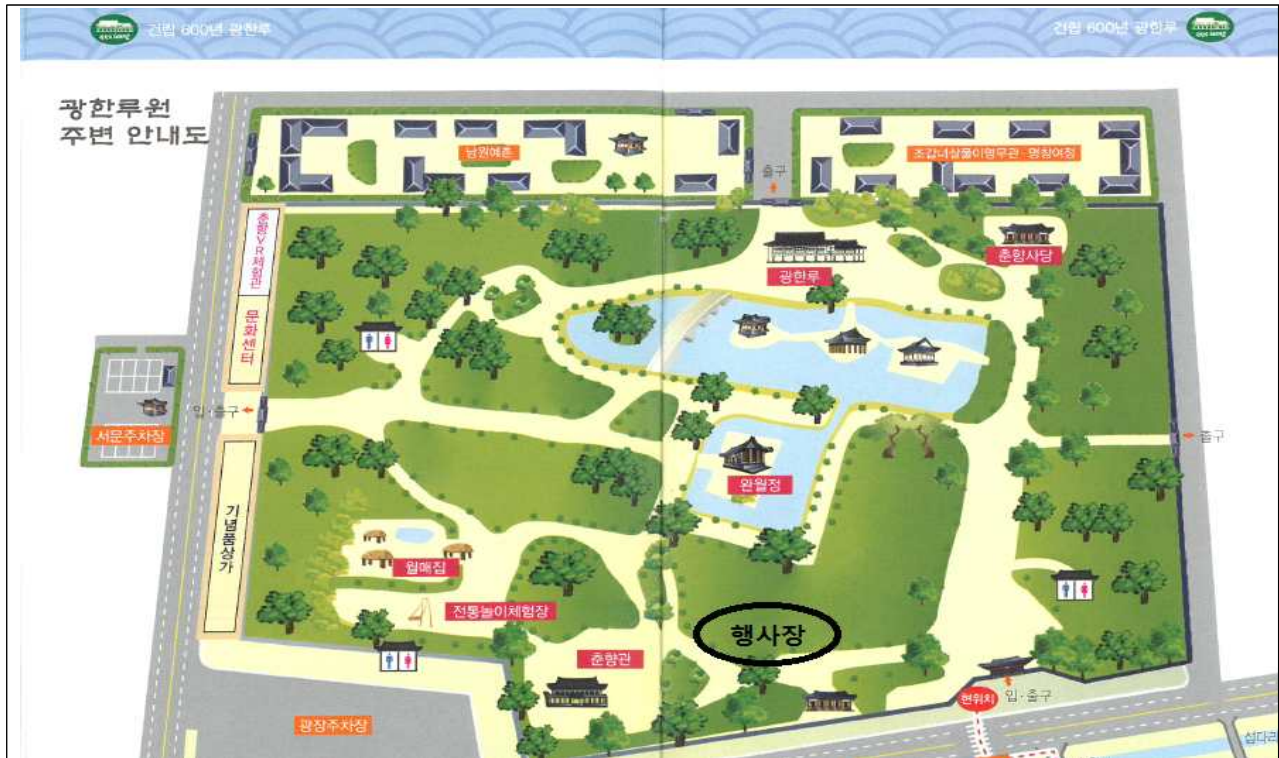 건립 600년 광한루
건립 600년 광한루
광한루원
주변 안내도
남원예촌
조갑녀살풀이명무관·명창여정
출구
춘향VR체험관
광한루
춘향사당
문화센터
입·출구
서문주차장
출구
완월정
기념품상가
월매집
전통놀이체험장
행사장
춘향관
현위치
입·출구
광장주차장
섭다리